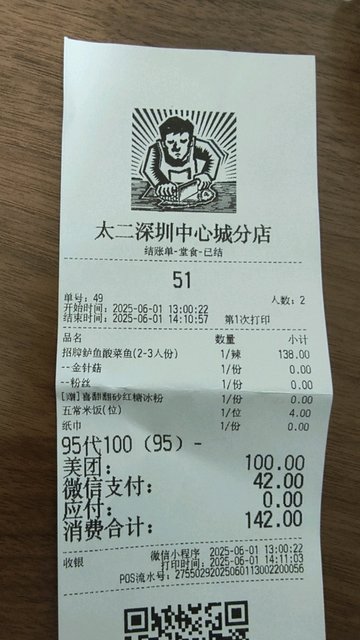 太二深圳中心城分店
结账单-堂食-已结
51
单号: 49 人数: 2
开始时间: 2025-06-01 13:00:22
结束时间: 2025-06-01 14:10:57 第1次打印
品名 数量 小计
招牌鲈鱼酸菜鱼(2-3人份) 1/辣 138.00
--金针菇 1/份 0.00
--粉丝 1/份 0.00
喜翻翻砂红糖冰粉 1/份 0.00
五常米饭(位) 1/位 4.00
纸巾 1/份 0.00
95代100（95）-
美团: 100.00
微信支付: 42.00
应付: 0.00
消费合计: 142.00
收银 微信小程序 2025-06-01 13:00:22
打印时间: 2025-06-01 14:11:03
POS流水号: 27550292025060113002200056